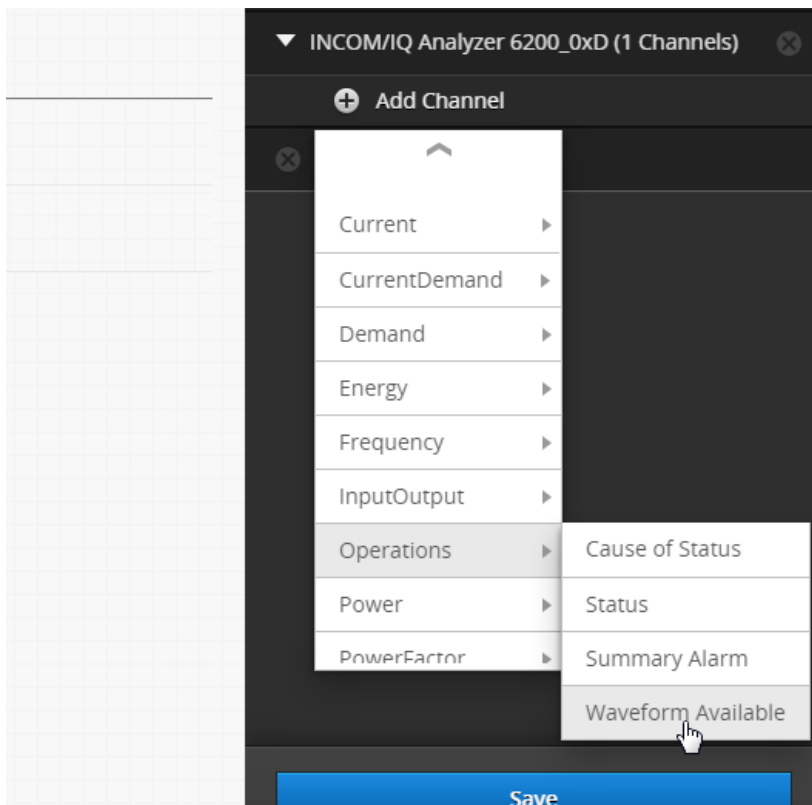 INCOM/IQ Analyzer 6200_0xD (1 Channels)
Add Channel
Current
CurrentDemand
Demand
Energy
Frequency
InputOutput
Operations
Power
PowerFactor
Cause of Status
Status
Summary Alarm
Waveform Available
Save